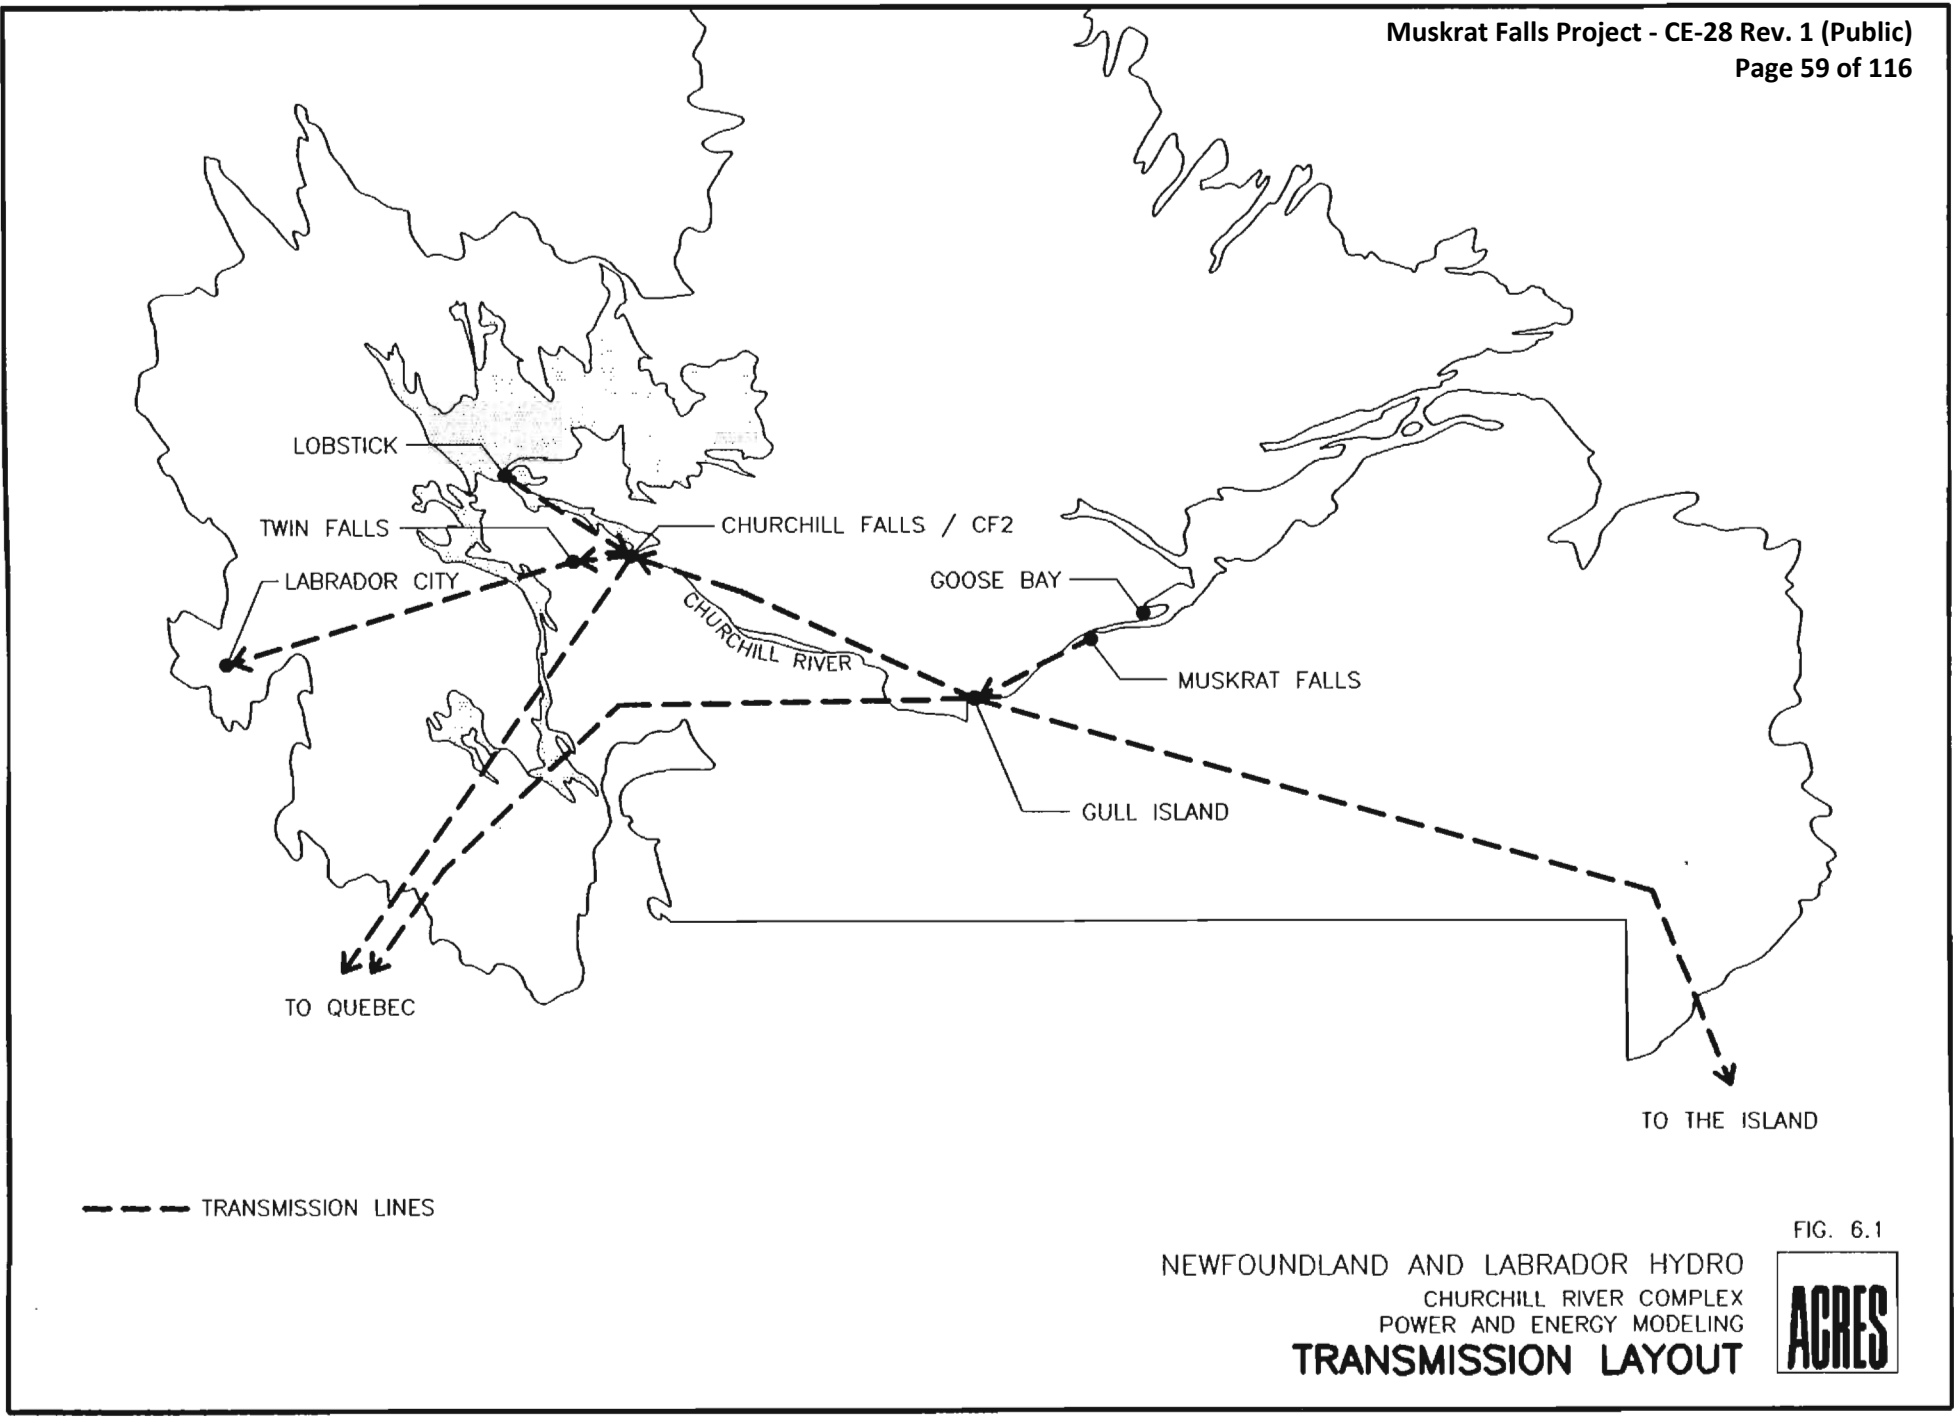 Muskrat Falls Project - CE-28 Rev. 1 (Public)
Page 59 of 116
LOBSTICK
TWIN FALLS
CHURCHILL FALLS / CF2
LABRADOR CITY
GOOSE BAY
CHURCHILL RIVER
MUSKRAT FALLS
GULL ISLAND
TO QUEBEC
TO THE ISLAND
TRANSMISSION LINES
FIG. 6.1
NEWFOUNDLAND AND LABRADOR HYDRO
CHURCHILL RIVER COMPLEX
POWER AND ENERGY MODELING
TRANSMISSION LAYOUT
ACRES